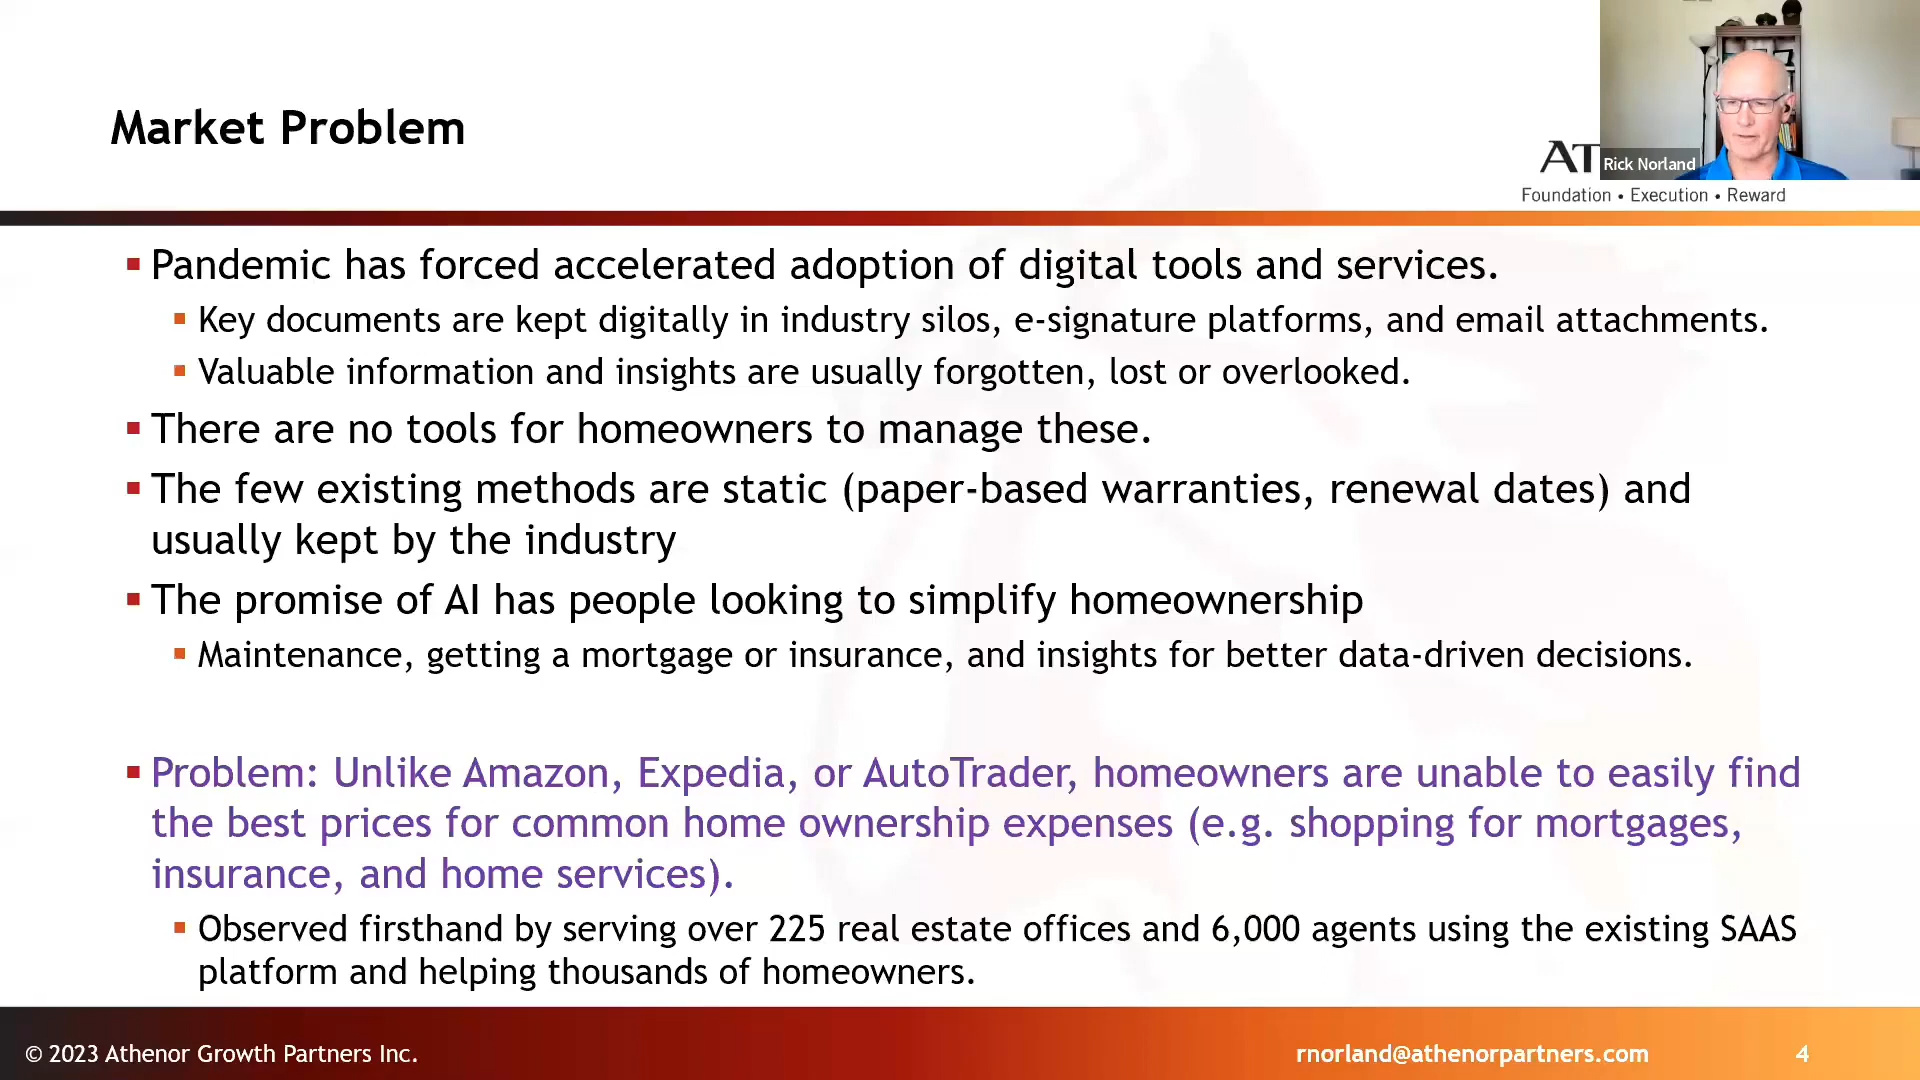 Market Problem
AT
Rick Norland
Foundation • Execution • Reward
Pandemic has forced accelerated adoption of digital tools and services.
Key documents are kept digitally in industry silos, e-signature platforms, and email attachments.
Valuable information and insights are usually forgotten, lost or overlooked.
There are no tools for homeowners to manage these.
The few existing methods are static (paper-based warranties, renewal dates) and
usually kept by the industry
The promise of AI has people looking to simplify homeownership
Maintenance, getting a mortgage or insurance, and insights for better data-driven decisions.
Problem: Unlike Amazon, Expedia, or AutoTrader, homeowners are unable to easily find
the best prices for common home ownership expenses (e.g. shopping for mortgages,
insurance, and home services).
Observed firsthand by serving over 225 real estate offices and 6,000 agents using the existing SAAS
platform and helping thousands of homeowners.
© 2023 Athenor Growth Partners Inc.
rnorland@athenorpartners.com
4